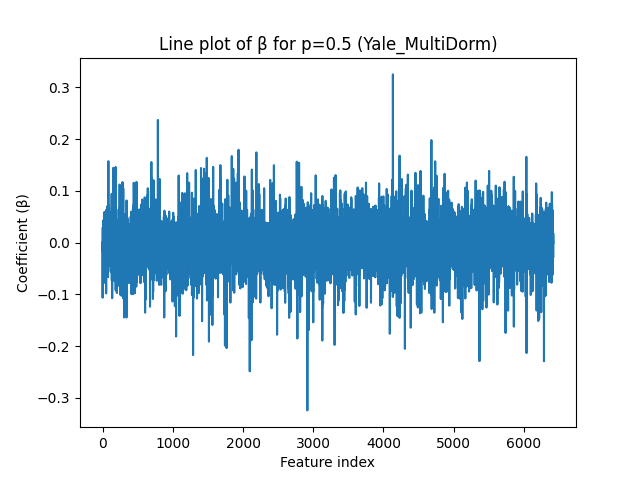 Line plot of β for p=0.5 (Yale_MultiDorm)
0.3
0.2
0.1
0.0
−0.1
−0.2
−0.3
Coefficient (β)
0 1000 2000 3000 4000 5000 6000
Feature index